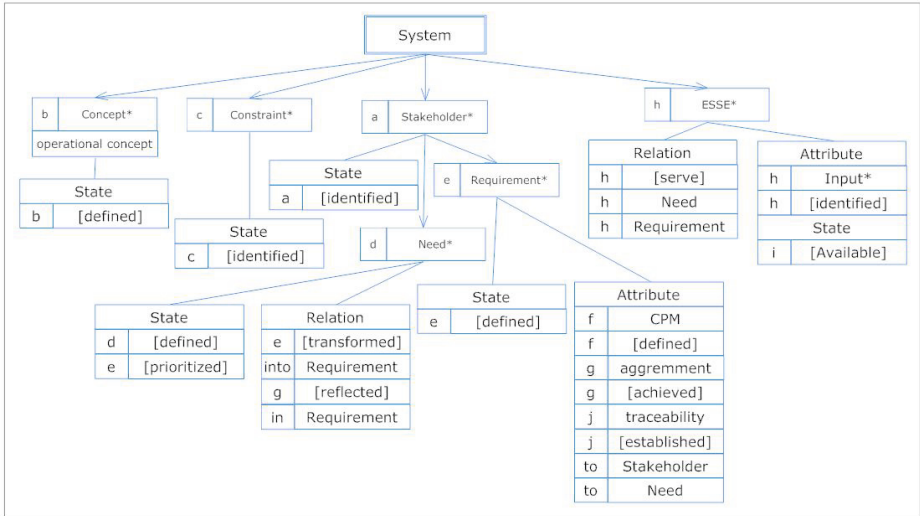 System
b Concept*
operational concept
State
b [defined]
c Constraint*
State
c [identified]
a Stakeholder*
State
a [identified]
d Need*
State
d [defined]
e [prioritized]
Relation
e [transformed]
into Requirement
g [reflected]
in Requirement
e Requirement*
State
e [defined]
Attribute
f CPM
f [defined]
g aggremment
g [achieved]
j traceability
j [established]
to Stakeholder
to Need
h ESSE*
Relation
h [serve]
h Need
h Requirement
Attribute
h Input*
h [identified]
State
i [Available]